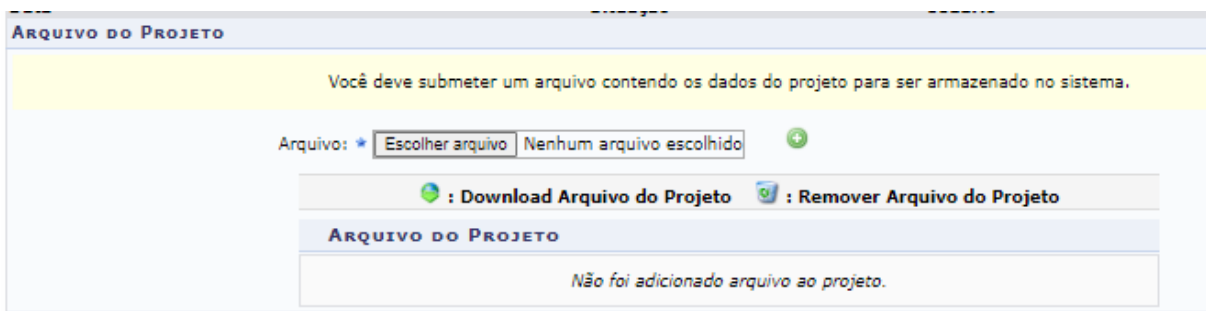 ARQUIVO DO PROJETO
Você deve submeter um arquivo contendo os dados do projeto para ser armazenado no sistema.
Arquivo: * Escolher arquivo Nenhum arquivo escolhido
: Download Arquivo do Projeto : Remover Arquivo do Projeto
ARQUIVO DO PROJETO
Não foi adicionado arquivo ao projeto.